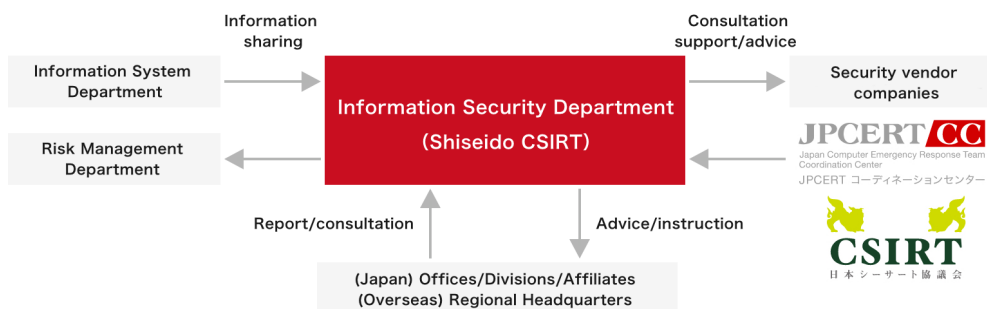 Information
sharing
Consultation
support/advice
Information System
Department
Risk Management
Department
Information Security Department
(Shiseido CSIRT)
Security vendor
companies
JPCERT CC
Japan Computer Emergency Response Team
Coordination Center
JPCERT コーディネーションセンター
CSIRT
日本シーサート協議会
Report/consultation
Advice/instruction
(Japan) Offices/Divisions/Affiliates
(Overseas) Regional Headquarters